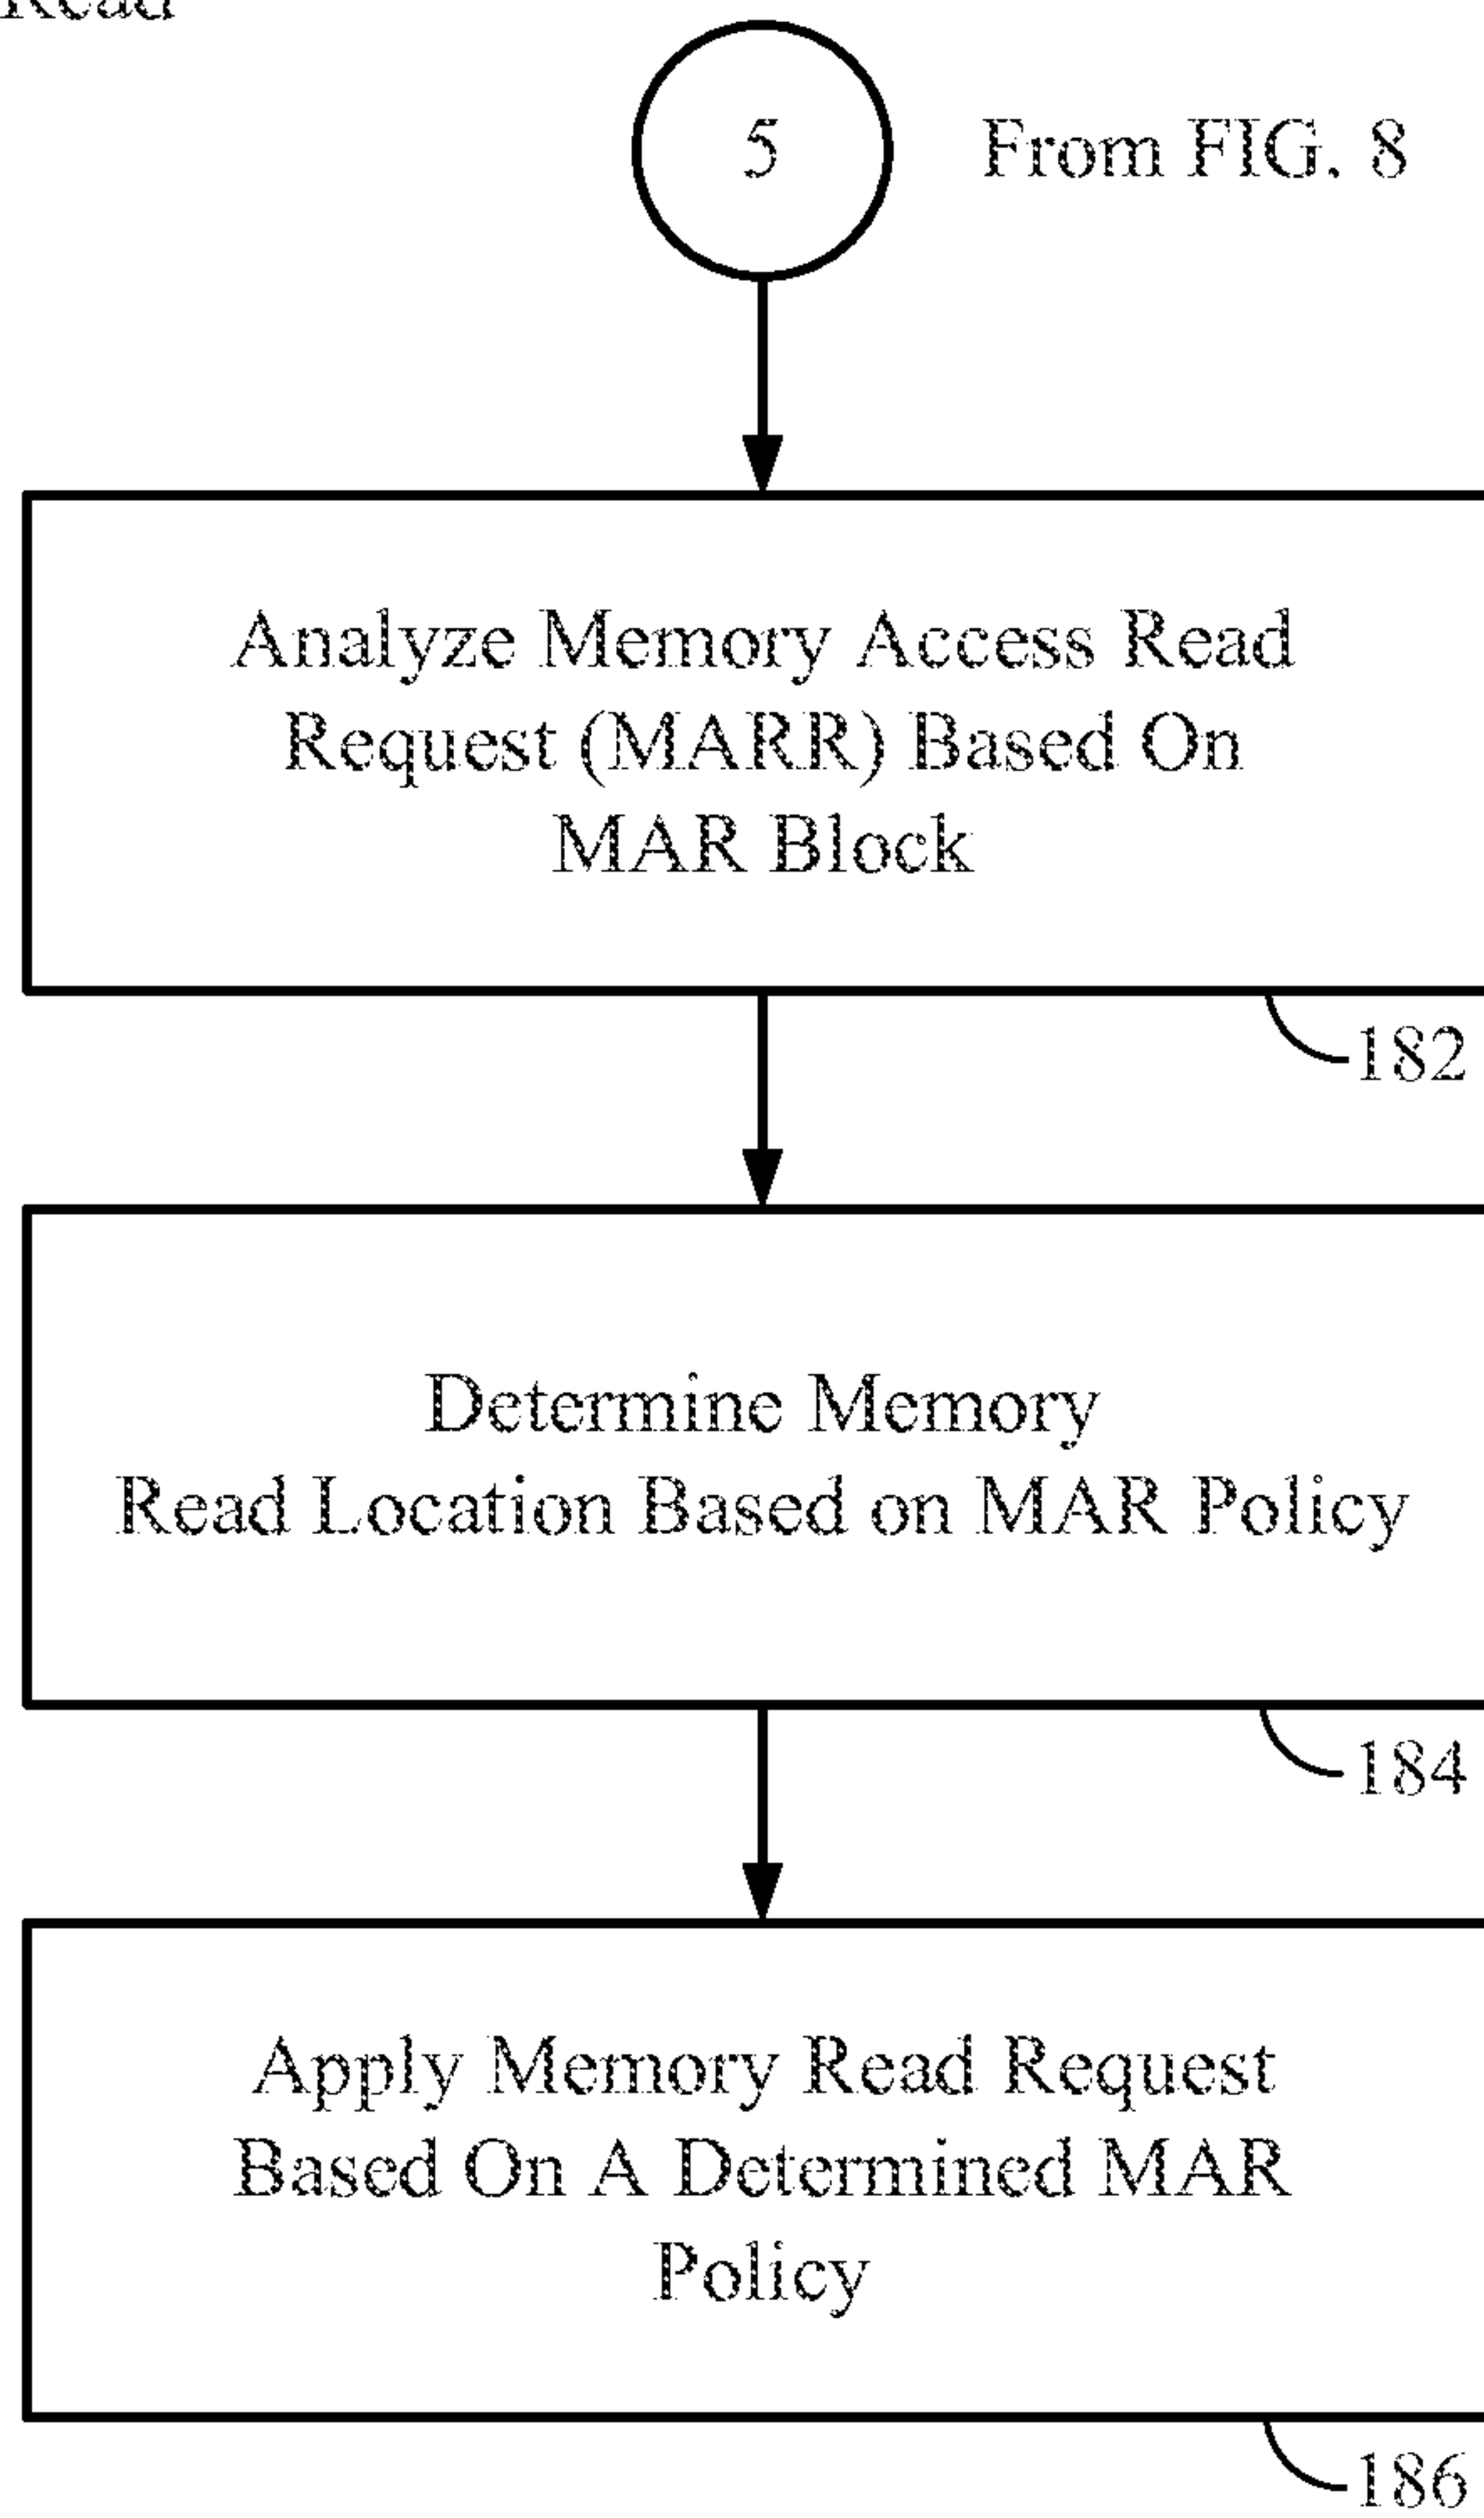 Read
5 From FIG. 8
Analyze Memory Access Read
Request (MARR) Based On
MAR Block
182
Determine Memory
Read Location Based on MAR Policy
184
Apply Memory Read Request
Based On A Determined MAR
Policy
186